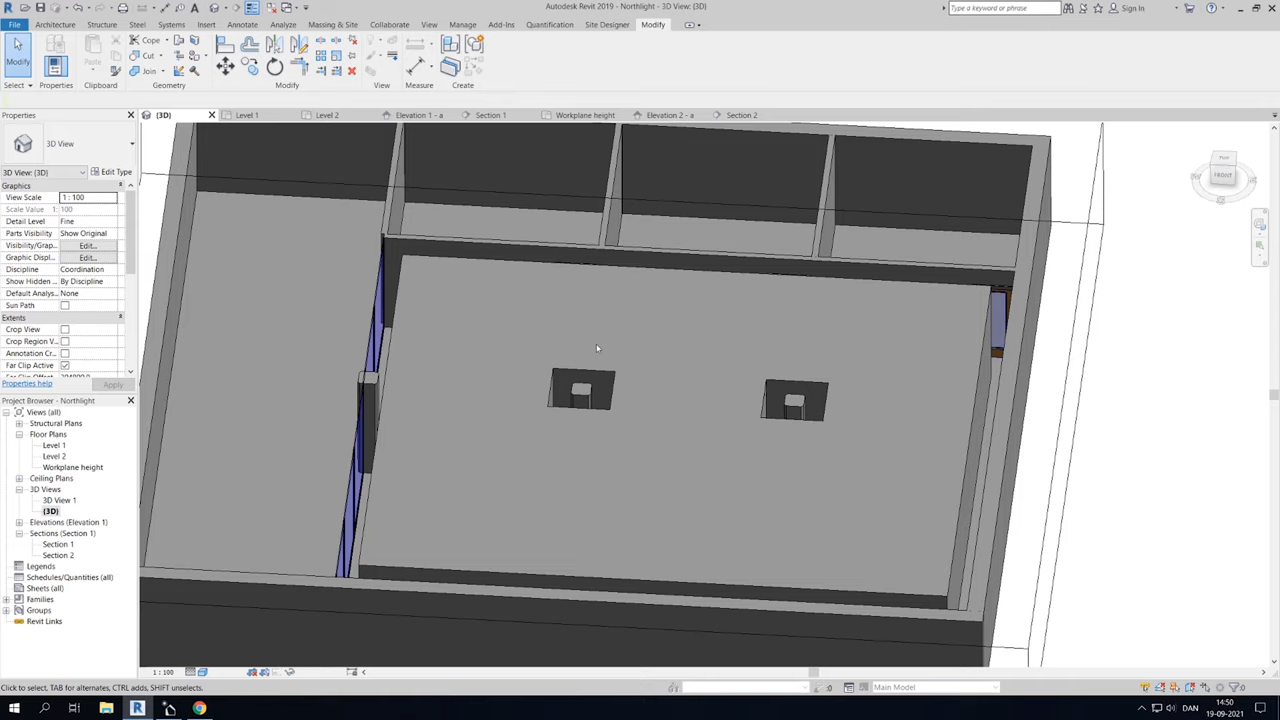 Autodesk Revit 2019 - Northlight - 3D View: {3D}
Type a keyword or phrase
Sign In
File Architecture Structure Steel Systems Insert Annotate Analyze Massing & Site Collaborate View Manage Add-Ins Quantification Site Designer Modify
Modify Paste Cope Cut Join
Select Properties Clipboard Geometry Modify View Measure Create
Properties
{3D} Level 1 Level 2 Elevation 1 - a Section 1 Workplane height Elevation 2 - a Section 2
3D View
3D View: {3D} Edit Type
Graphics
View Scale 1 : 100
Scale Value 1: 100
Detail Level Fine
Parts Visibility Show Original
Visibility/Grap... Edit...
Graphic Displ... Edit...
Discipline Coordination
Show Hidden ... By Discipline
Default Analys... None
Sun Path
Extents
Crop View
Crop Region V...
Annotation Cr...
Far Clip Active
Far Clip Offset
Properties help Apply
Project Browser - Northlight
Views (all)
Structural Plans
Floor Plans
Level 1
Level 2
Workplane height
Ceiling Plans
3D Views
3D View 1
{3D}
Elevations (Elevation 1)
Sections (Section 1)
Section 1
Section 2
Legends
Schedules/Quantities (all)
Sheets (all)
Families
Groups
Revit Links
FRONT
1 : 100
Click to select, TAB for alternates, CTRL adds, SHIFT unselects.
:0
Main Model
DAN
14:50
19-09-2021